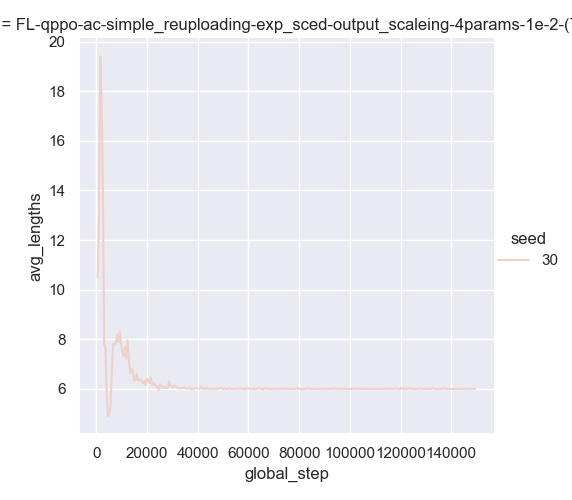 = FL-qppo-ac-simple_reuploading-exp_sced-output_scaleing-4params-1e-2-(
20
18
16
14
12
10
8
6
avg_lengths
0 20000 40000 60000 80000 100000 120000 140000
global_step
seed
30